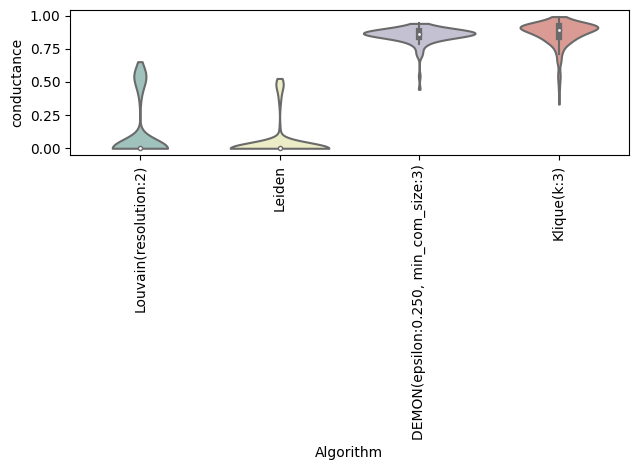 conductance
1.00
0.75
0.50
0.25
0.00
Louvain(resolution:2)
Leiden
DEMON(epsilon:0.250, min_com_size:3)
Klique(k:3)
Algorithm